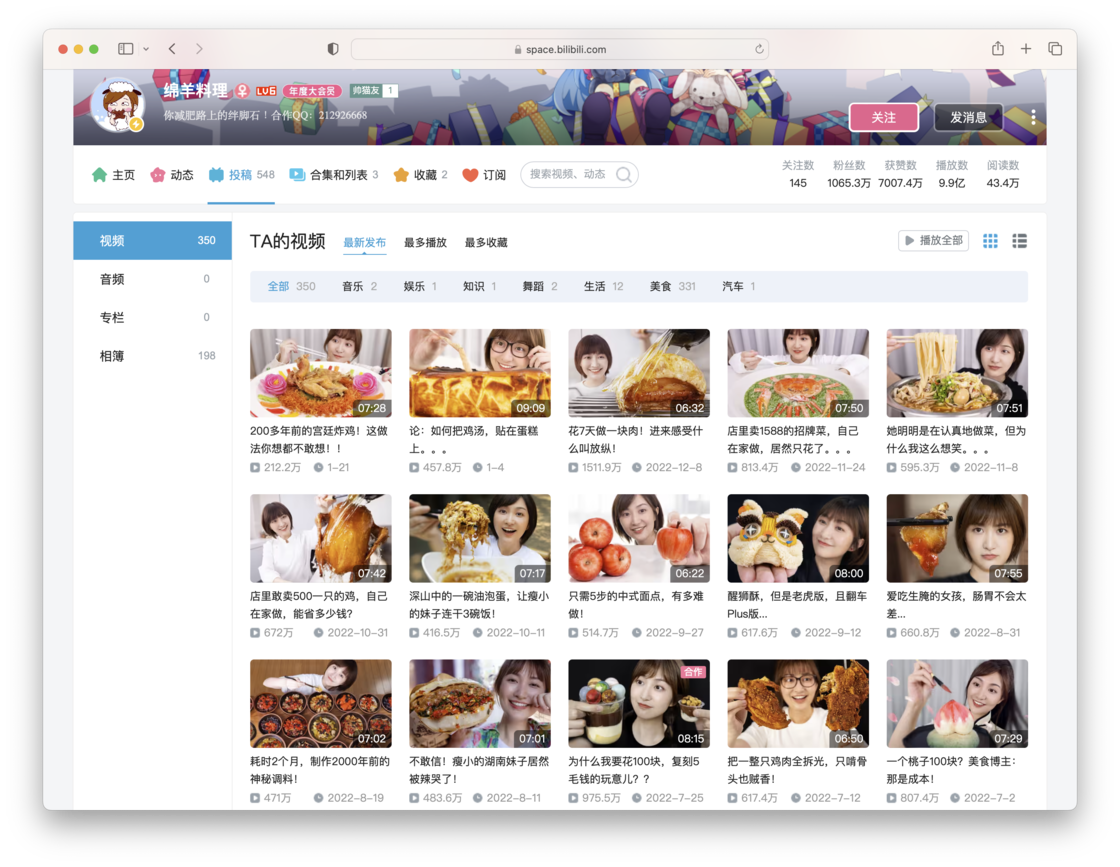 space.bilibili.com
绵羊料理 LV6 年度大会员 帅猫友 1
你减肥路上的绊脚石！合作QQ：212926668
关注 发消息
主页 动态 投稿 548 合集和列表 3 收藏 2 订阅 搜索视频、动态
关注数 粉丝数 获赞数 播放数 阅读数
145 1065.3万 7007.4万 9.9亿 43.4万
视频 350
音频 0
专栏 0
相簿 198
TA的视频 最新发布 最多播放 最多收藏 播放全部
全部 350 音乐 2 娱乐 1 知识 1 舞蹈 2 生活 12 美食 331 汽车 1
07:28
200多年前的宫廷炸鸡！这做
法你想都不敢想！！
212.2万 1-21
09:09
论：如何把鸡汤，贴在蛋糕
上。。。
457.8万 1-4
06:32
花7天做一块肉！进来感受什
么叫放纵！
1511.9万 2022-12-8
07:50
店里卖1588的招牌菜，自己
在家做，居然只花了。。。
813.4万 2022-11-24
07:51
她明明是在认真地做菜，但为
什么我这么想笑。。。
595.3万 2022-11-8
07:42
店里敢卖500一只的鸡，自己
在家做，能省多少钱？
672万 2022-10-31
07:17
深山中的一碗油泡蛋，让瘦小
的妹子连干3碗饭！
416.5万 2022-10-11
06:22
只需5步的中式面点，有多难
做！
514.7万 2022-9-27
08:00
醒狮酥，但是老虎版，且翻车
Plus版...
617.6万 2022-9-12
07:55
爱吃生腌的女孩，肠胃不会太
差...
660.8万 2022-8-31
07:02
耗时2个月，制作2000年前的
神秘调料！
471万 2022-8-19
07:01
不敢信！瘦小的湖南妹子居然
被辣哭了！
483.6万 2022-8-11
合作
08:15
为什么我要花100块，复刻5
毛钱的玩意儿？？
975.5万 2022-7-25
06:50
把一整只鸡肉全拆光，只啃骨
头也贼香！
617.4万 2022-7-12
07:29
一个桃子100块？美食博主：
那是成本！
807.4万 2022-7-2